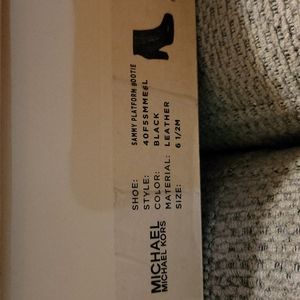 MICHAEL
MICHAEL KORS
SHOE: SAMMY PLATFORM BOOTIE
STYLE: 40F5SMME6L
COLOR: BLACK
MATERIAL: LEATHER
SIZE: 6 1/2M